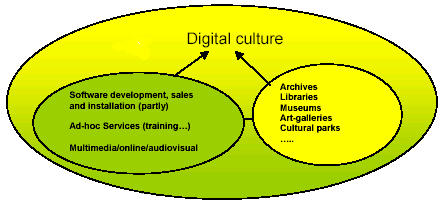 Digital culture
Software development, sales
and installation (partly)
Ad-hoc Services (training…)
Multimedia/online/audiovisual
Archives
Libraries
Museums
Art-galleries
Cultural parks
…..